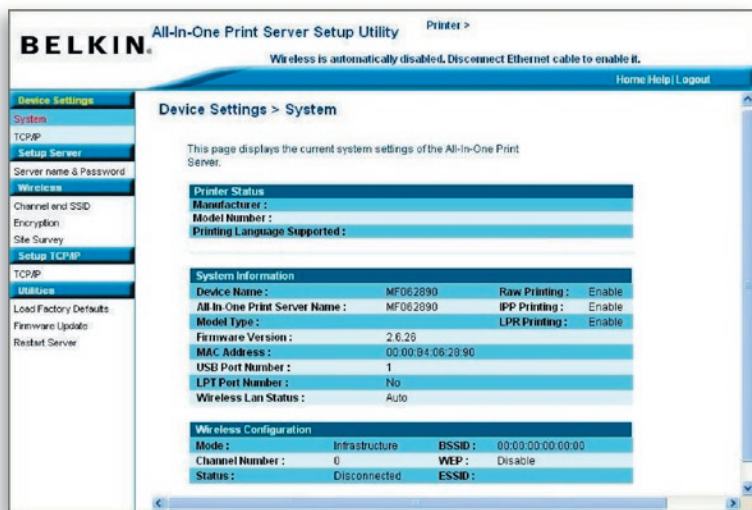 BELKIN.
All-In-One Print Server Setup Utility
Printer >
Wireless is automatically disabled. Disconnect Ethernet cable to enable it.
Home Help| Logout
Device Settings
System
TCP/IP
Setup Server
Server name & Password
Wireless
Channel and SSID
Encryption
Site Survey
Setup TCP/IP
TCP/IP
Utilities
Load Factory Defaults
Firmware Update
Restart Server
Device Settings > System
This page displays the current system settings of the All-In-One Print
Server.
Printer Status
Manufacturer :
Model Number :
Printing Language Supported :
System Information
Device Name : MF062890 Raw Printing : Enable
All-In-One Print Server Name : MF062890 IPP Printing : Enable
Model Type : LPR Printing : Enable
Firmware Version : 2.6.26
MAC Address : 00:00:B4:06:28:90
USB Port Number : 1
LPT Port Number : No
Wireless Lan Status : Auto
Wireless Configuration
Mode : Infrastructure BSSID : 00:00:00:00:00:00
Channel Number : 0 WEP : Disable
Status : Disconnected ESSID :